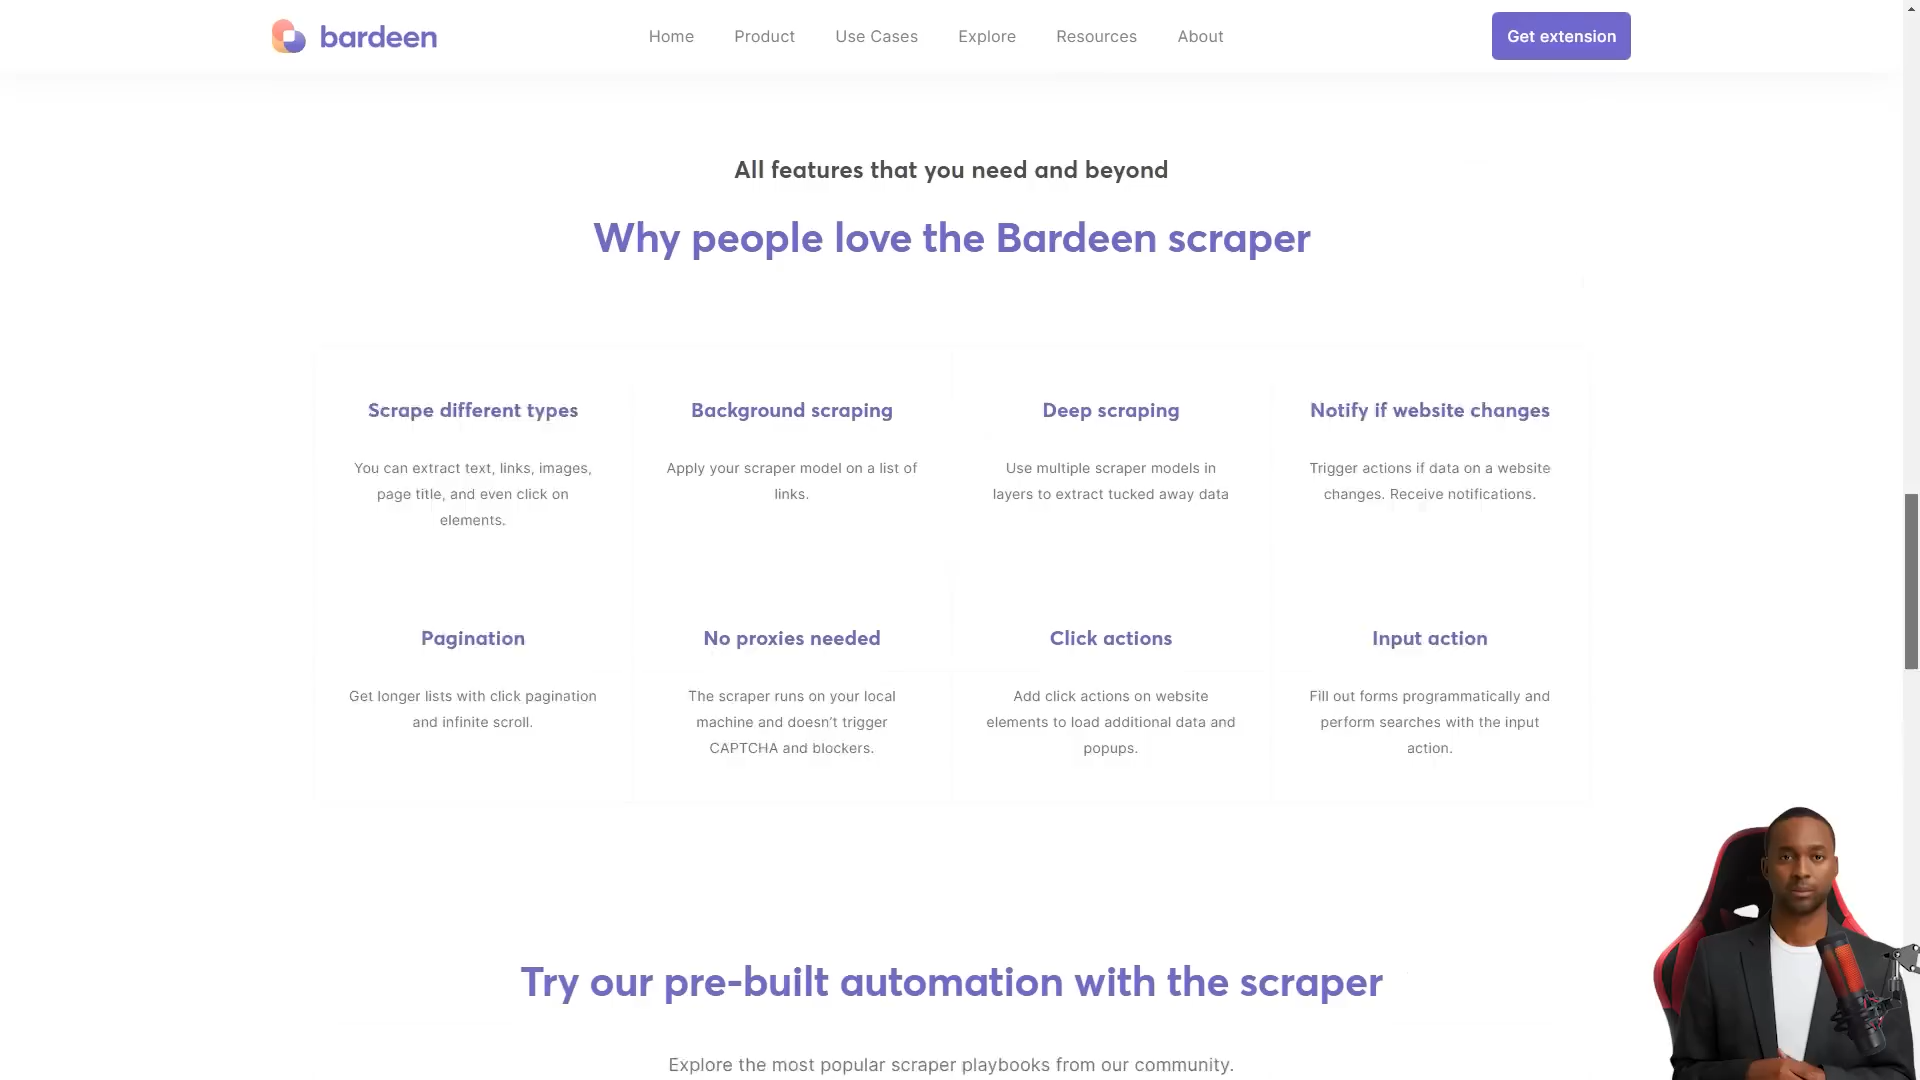 bardeen
Home Product Use Cases Explore Resources About
Get extension
All features that you need and beyond
Why people love the Bardeen scraper
Scrape different types
You can extract text, links, images,
page title, and even click on
elements.
Background scraping
Apply your scraper model on a list of
links.
Deep scraping
Use multiple scraper models in
layers to extract tucked away data
Notify if website changes
Trigger actions if data on a website
changes. Receive notifications.
Pagination
Get longer lists with click pagination
and infinite scroll.
No proxies needed
The scraper runs on your local
machine and doesn’t trigger
CAPTCHA and blockers.
Click actions
Add click actions on website
elements to load additional data and
popups.
Input action
Fill out forms programmatically and
perform searches with the input
action.
Try our pre-built automation with the scraper
Explore the most popular scraper playbooks from our community.